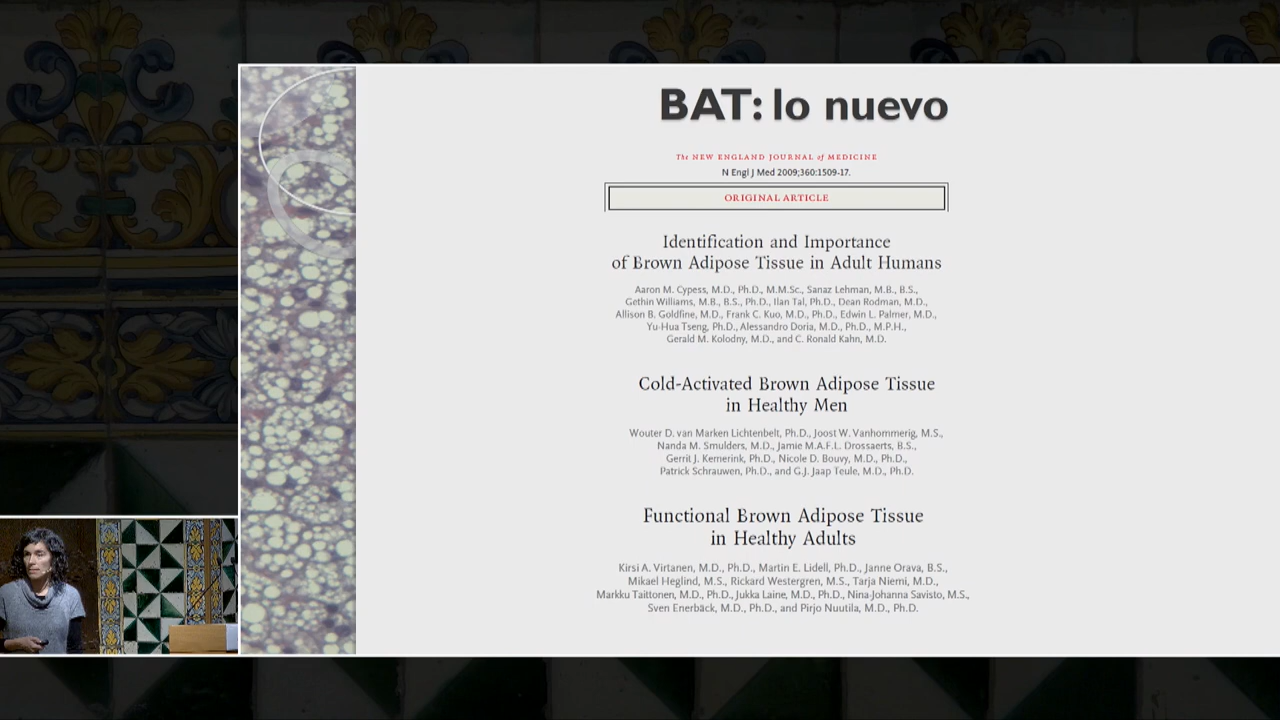 BAT: lo nuevo
The NEW ENGLAND JOURNAL of MEDICINE
N Engl J Med 2009;360:1509-17.
ORIGINAL ARTICLE
Identification and Importance
of Brown Adipose Tissue in Adult Humans
Aaron M. Cypess, M.D., Ph.D., M.M.Sc., Sanaz Lehman, M.B., B.S.,
Gethin Williams, M.B., B.S., Ph.D., Ilan Tal, Ph.D., Dean Rodman, M.D.,
Allison B. Goldfine, M.D., Frank C. Kuo, M.D., Ph.D., Edwin L. Palmer, M.D.,
Yu-Hua Tseng, Ph.D., Alessandro Doria, M.D., Ph.D., M.P.H.,
Gerald M. Kolodny, M.D., and C. Ronald Kahn, M.D.
Cold-Activated Brown Adipose Tissue
in Healthy Men
Wouter D. van Marken Lichtenbelt, Ph.D., Joost W. Vanhommerig, M.S.,
Nanda M. Smulders, M.D., Jamie M.A.F.L. Drossaerts, B.S.,
Gerrit J. Kemerink, Ph.D., Nicole D. Bouvy, M.D., Ph.D.,
Patrick Schrauwen, Ph.D., and G.J. Jaap Teule, M.D., Ph.D.
Functional Brown Adipose Tissue
in Healthy Adults
Kirsi A. Virtanen, M.D., Ph.D., Martin E. Lidell, Ph.D., Janne Orava, B.S.,
Mikael Heglind, M.S., Rickard Westergren, M.S., Tarja Niemi, M.D.,
Markku Taittonen, M.D., Ph.D., Jukka Laine, M.D., Ph.D., Nina-Johanna Savisto, M.S.,
Sven Enerbäck, M.D., Ph.D., and Pirjo Nuutila, M.D., Ph.D.